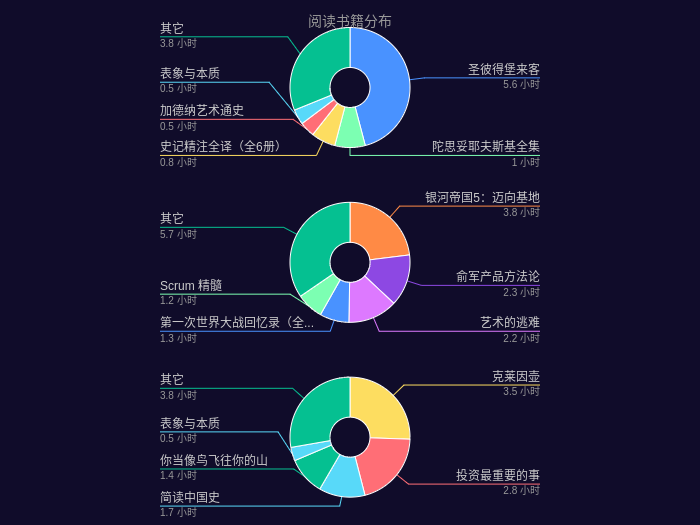 阅读书籍分布
其它
3.8 小时
表象与本质
0.5 小时
加德纳艺术通史
0.5 小时
史记精注全译（全6册）
0.8 小时
圣彼得堡来客
5.6 小时
陀思妥耶夫斯基全集
1 小时
其它
5.7 小时
Scrum 精髓
1.2 小时
第一次世界大战回忆录（全...
1.3 小时
银河帝国5：迈向基地
3.8 小时
俞军产品方法论
2.3 小时
艺术的逃难
2.2 小时
其它
3.8 小时
表象与本质
0.5 小时
你当像鸟飞往你的山
1.4 小时
简读中国史
1.7 小时
克莱因壶
3.5 小时
投资最重要的事
2.8 小时